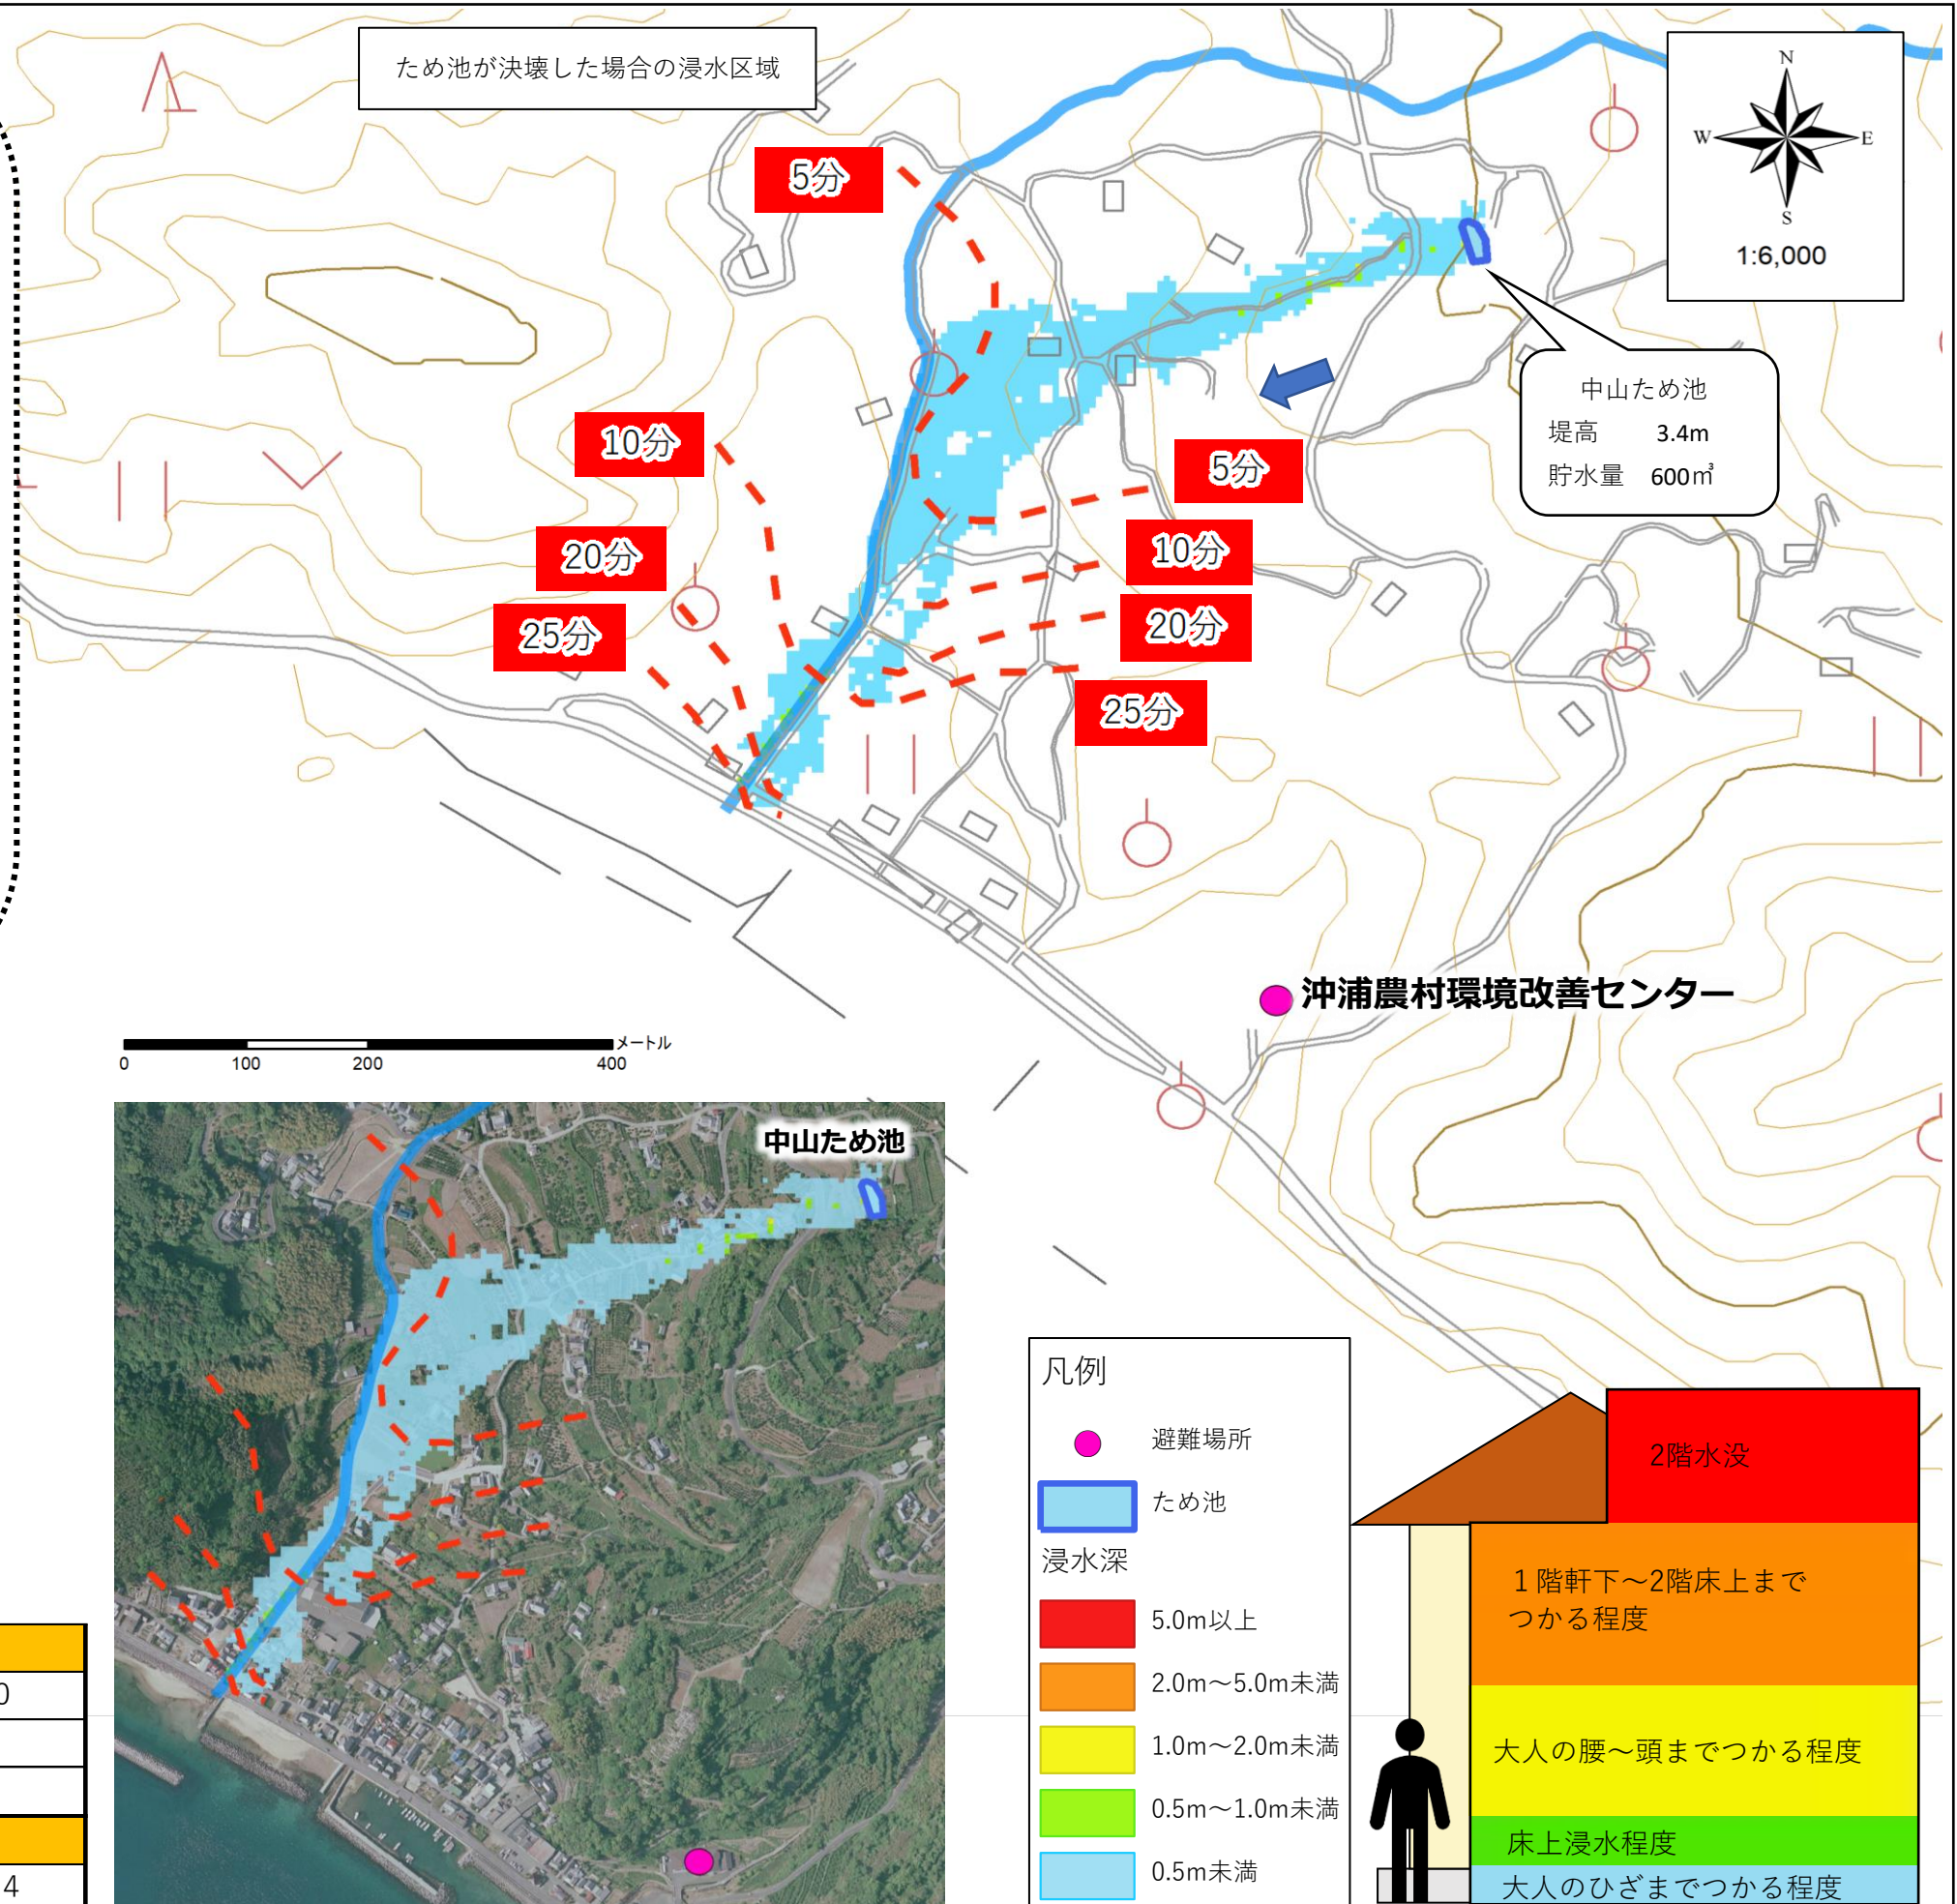 ため池が決壊した場合の浸水区域
N
W
E
S
1:6,000
5分
中山ため池
堤高 3.4m
貯水量 600㎥
10分
5分
20分
10分
25分
20分
25分
沖浦農村環境改善センター
メートル
0 100 200 400
中山ため池
凡例
避難場所
ため池
浸水深
5.0m以上
2.0m～5.0m未満
1.0m～2.0m未満
0.5m～1.0m未満
0.5m未満
2階水没
1階軒下～2階床上まで
つかる程度
大人の腰～頭までつかる程度
床上浸水程度
大人のひざまでつかる程度
0
4